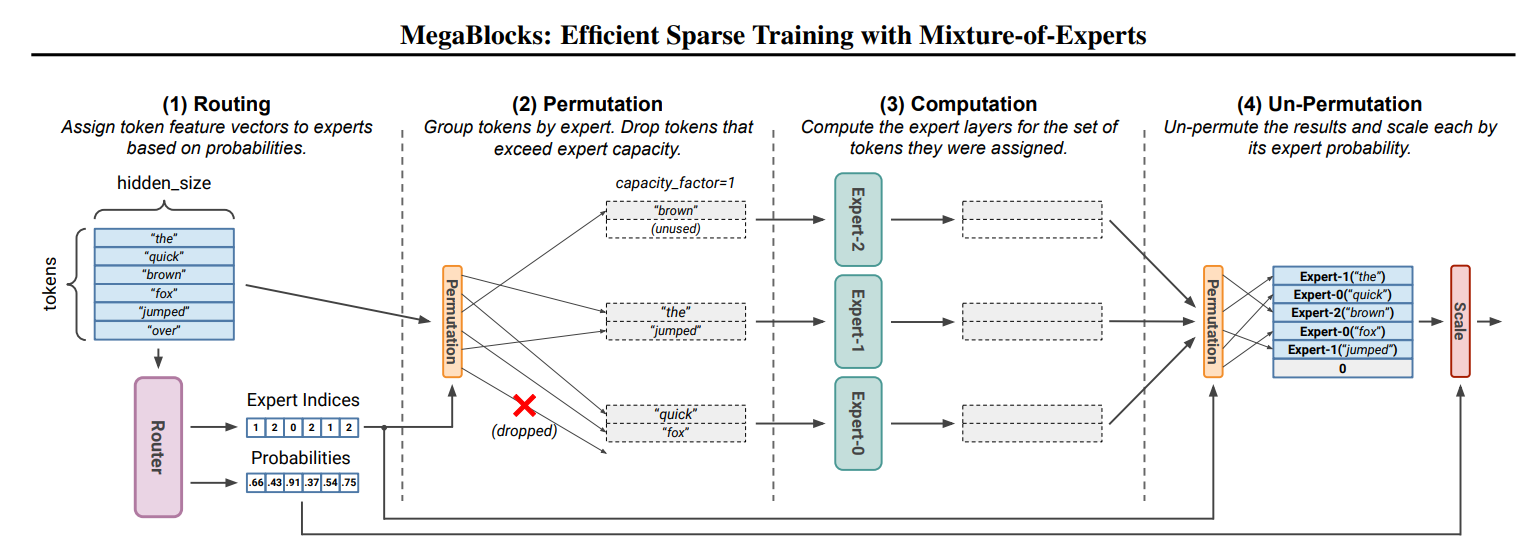 MegaBlocks: Efficient Sparse Training with Mixture-of-Experts
(1) Routing
Assign token feature vectors to experts
based on probabilities.
hidden_size
tokens
“the”
“quick”
“brown”
“fox”
“jumped”
“over”
Router
Expert Indices
1 2 0 2 1 2
Probabilities
.66 .43 .91 .37 .54 .75
(2) Permutation
Group tokens by expert. Drop tokens that
exceed expert capacity.
capacity_factor=1
Permutation
“brown”
(unused)
“the”
“jumped”
“quick”
“fox”
(dropped)
(3) Computation
Compute the expert layers for the set of
tokens they were assigned.
Expert-2
Expert-1
Expert-0
(4) Un-Permutation
Un-permute the results and scale each by
its expert probability.
Permutation
Expert-1(“the”)
Expert-0(“quick”)
Expert-2(“brown”)
Expert-0(“fox”)
Expert-1(“jumped”)
0
Scale